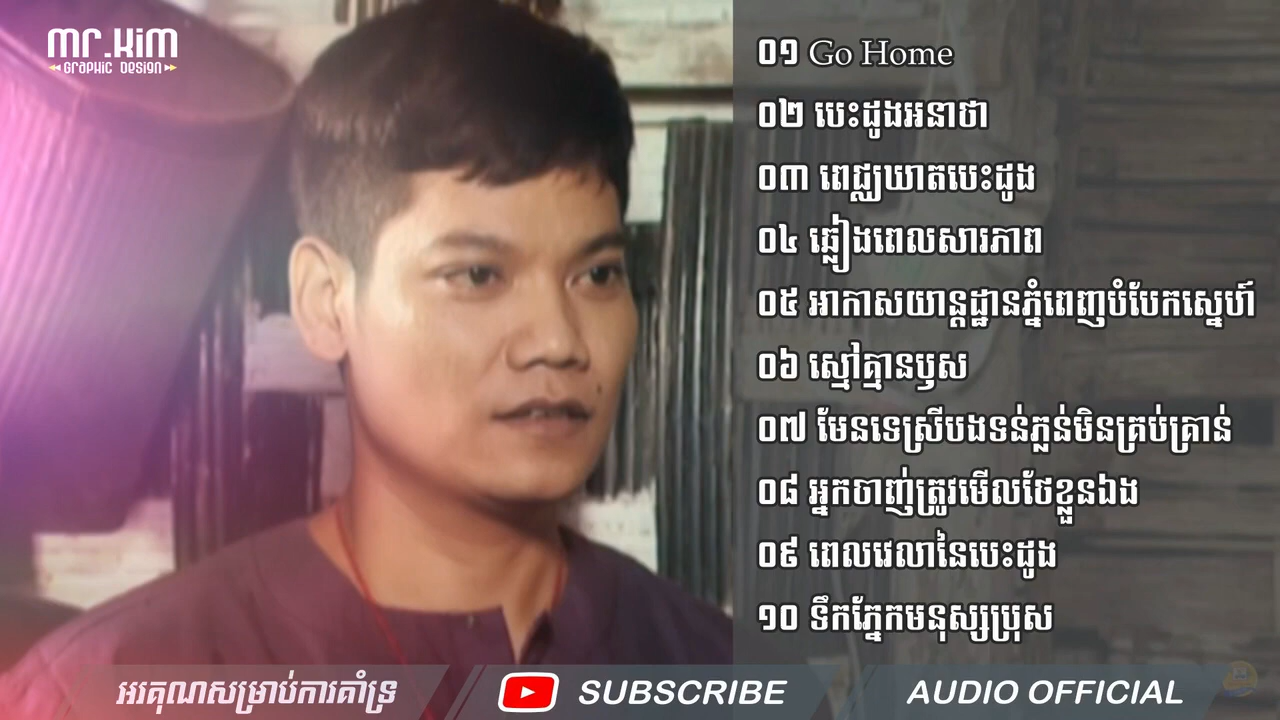 mr.kim
Graphic Design
០១ Go Home
០២ បេះដូងអនាថា
០៣ ពេជ្ឈឃាតបេះដូង
០៤ ឆ្លៀងពេលសារភាព
០៥ អាកាសយាន្តដ្ឋានភ្នំពេញបំបែកស្នេហ៍
០៦ ស្មៅគ្មានឫស
០៧ មែនទេស្រីបងទន់ភ្លន់មិនគ្រប់គ្រាន់
០៨ អ្នកចាញ់ត្រូវមើលថែខ្លួនឯង
០៩ ពេលវេលានៃបេះដូង
១០ ទឹកភ្នែកមនុស្សប្រុស
អរគុណសម្រាប់ការគាំទ្រ
SUBSCRIBE
AUDIO OFFICIAL